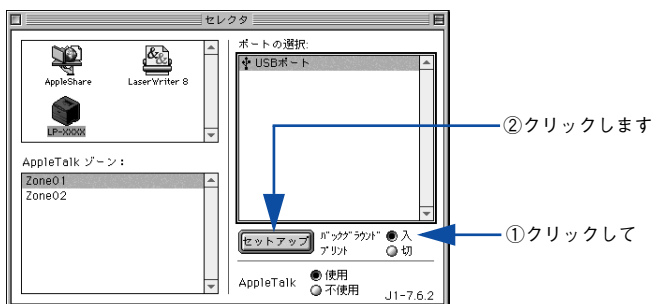 セレクタ
AppleShare
LaserWriter 8
LP-XXXX
ポートの選択:
USBポート
AppleTalk ゾーン:
Zone01
Zone02
セットアップ
ﾊﾞｯｸｸﾞﾗｳﾝﾄﾞ
ﾌﾟﾘﾝﾄ
入
切
AppleTalk
使用
不使用
J1-7.6.2
②クリックします
①クリックして